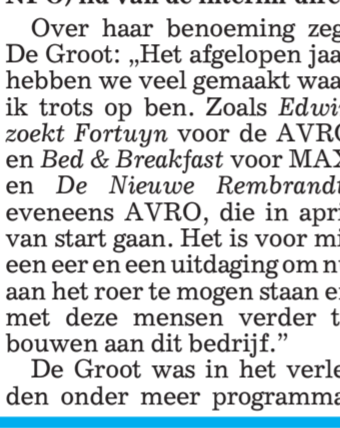 Over haar benoeming zeg
De Groot: „Het afgelopen jaa
hebben we veel gemaakt waa
ik trots op ben. Zoals Edwi
zoekt Fortuyn voor de AVRO
en Bed & Breakfast voor MAX
en De Nieuwe Rembrandt
eveneens AVRO, die in apri
van start gaan. Het is voor mi
een eer en een uitdaging om n
aan het roer te mogen staan e
met deze mensen verder t
bouwen aan dit bedrijf.”
De Groot was in het verle
den onder meer programma